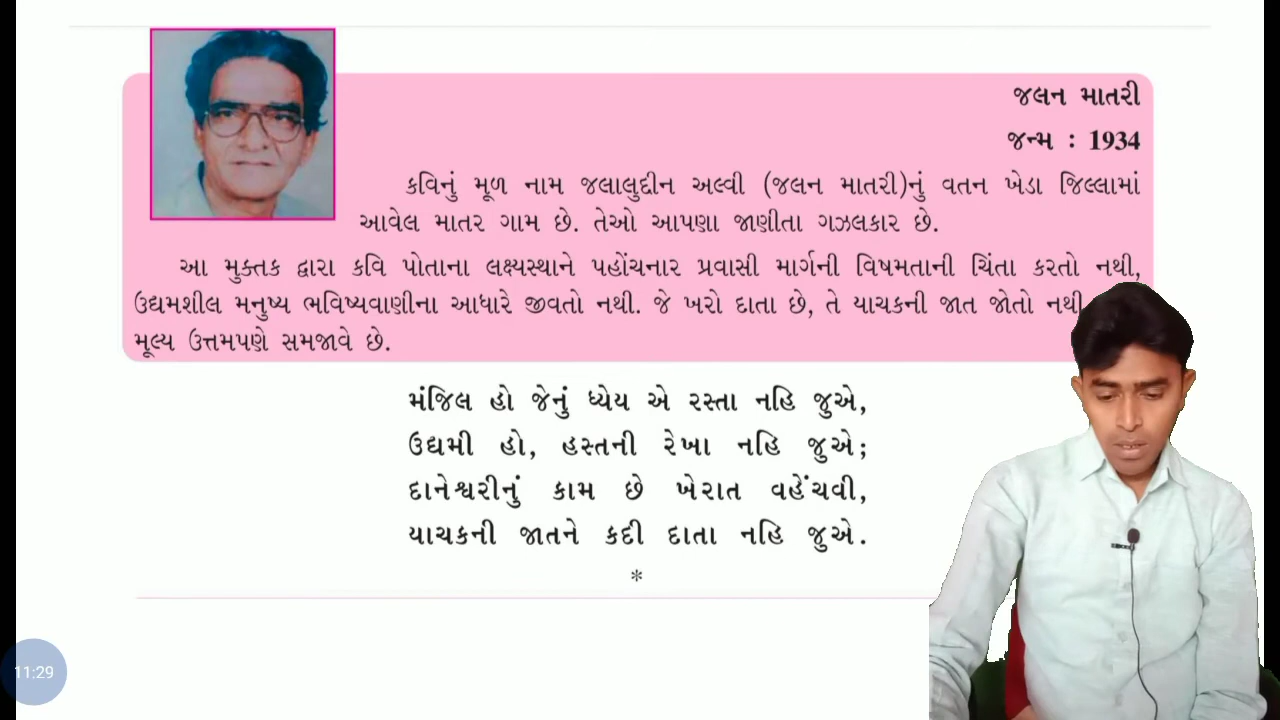 જલન માતરી
જન્મ : 1934
કવિનું મૂળ નામ જલાલુદ્દીન અલ્વી (જલન માતરી)નું વતન ખેડા જિલ્લામાં
આવેલ માતર ગામ છે. તેઓ આપણા જાણીતા ગઝલકાર છે.
આ મુક્તક દ્વારા કવિ પોતાના લક્ષ્યસ્થાને પહોંચનાર પ્રવાસી માર્ગની વિષમતાની ચિંતા કરતો નથી,
ઉદ્યમશીલ મનુષ્ય ભવિષ્યવાણીના આધારે જીવતો નથી. જે ખરો દાતા છે, તે યાચકની જાત જોતો નથી
મૂલ્ય ઉત્તમપણે સમજાવે છે.
મંજિલ હો જેનું ધ્યેય એ રસ્તા નહિ જુએ,
ઉદ્યમી હો, હસ્તની રેખા નહિ જુએ;
દાનેશ્વરીનું કામ છે ખેરાત વહેંચવી,
યાચકની જાતને કદી દાતા નહિ જુએ.
*
11:29